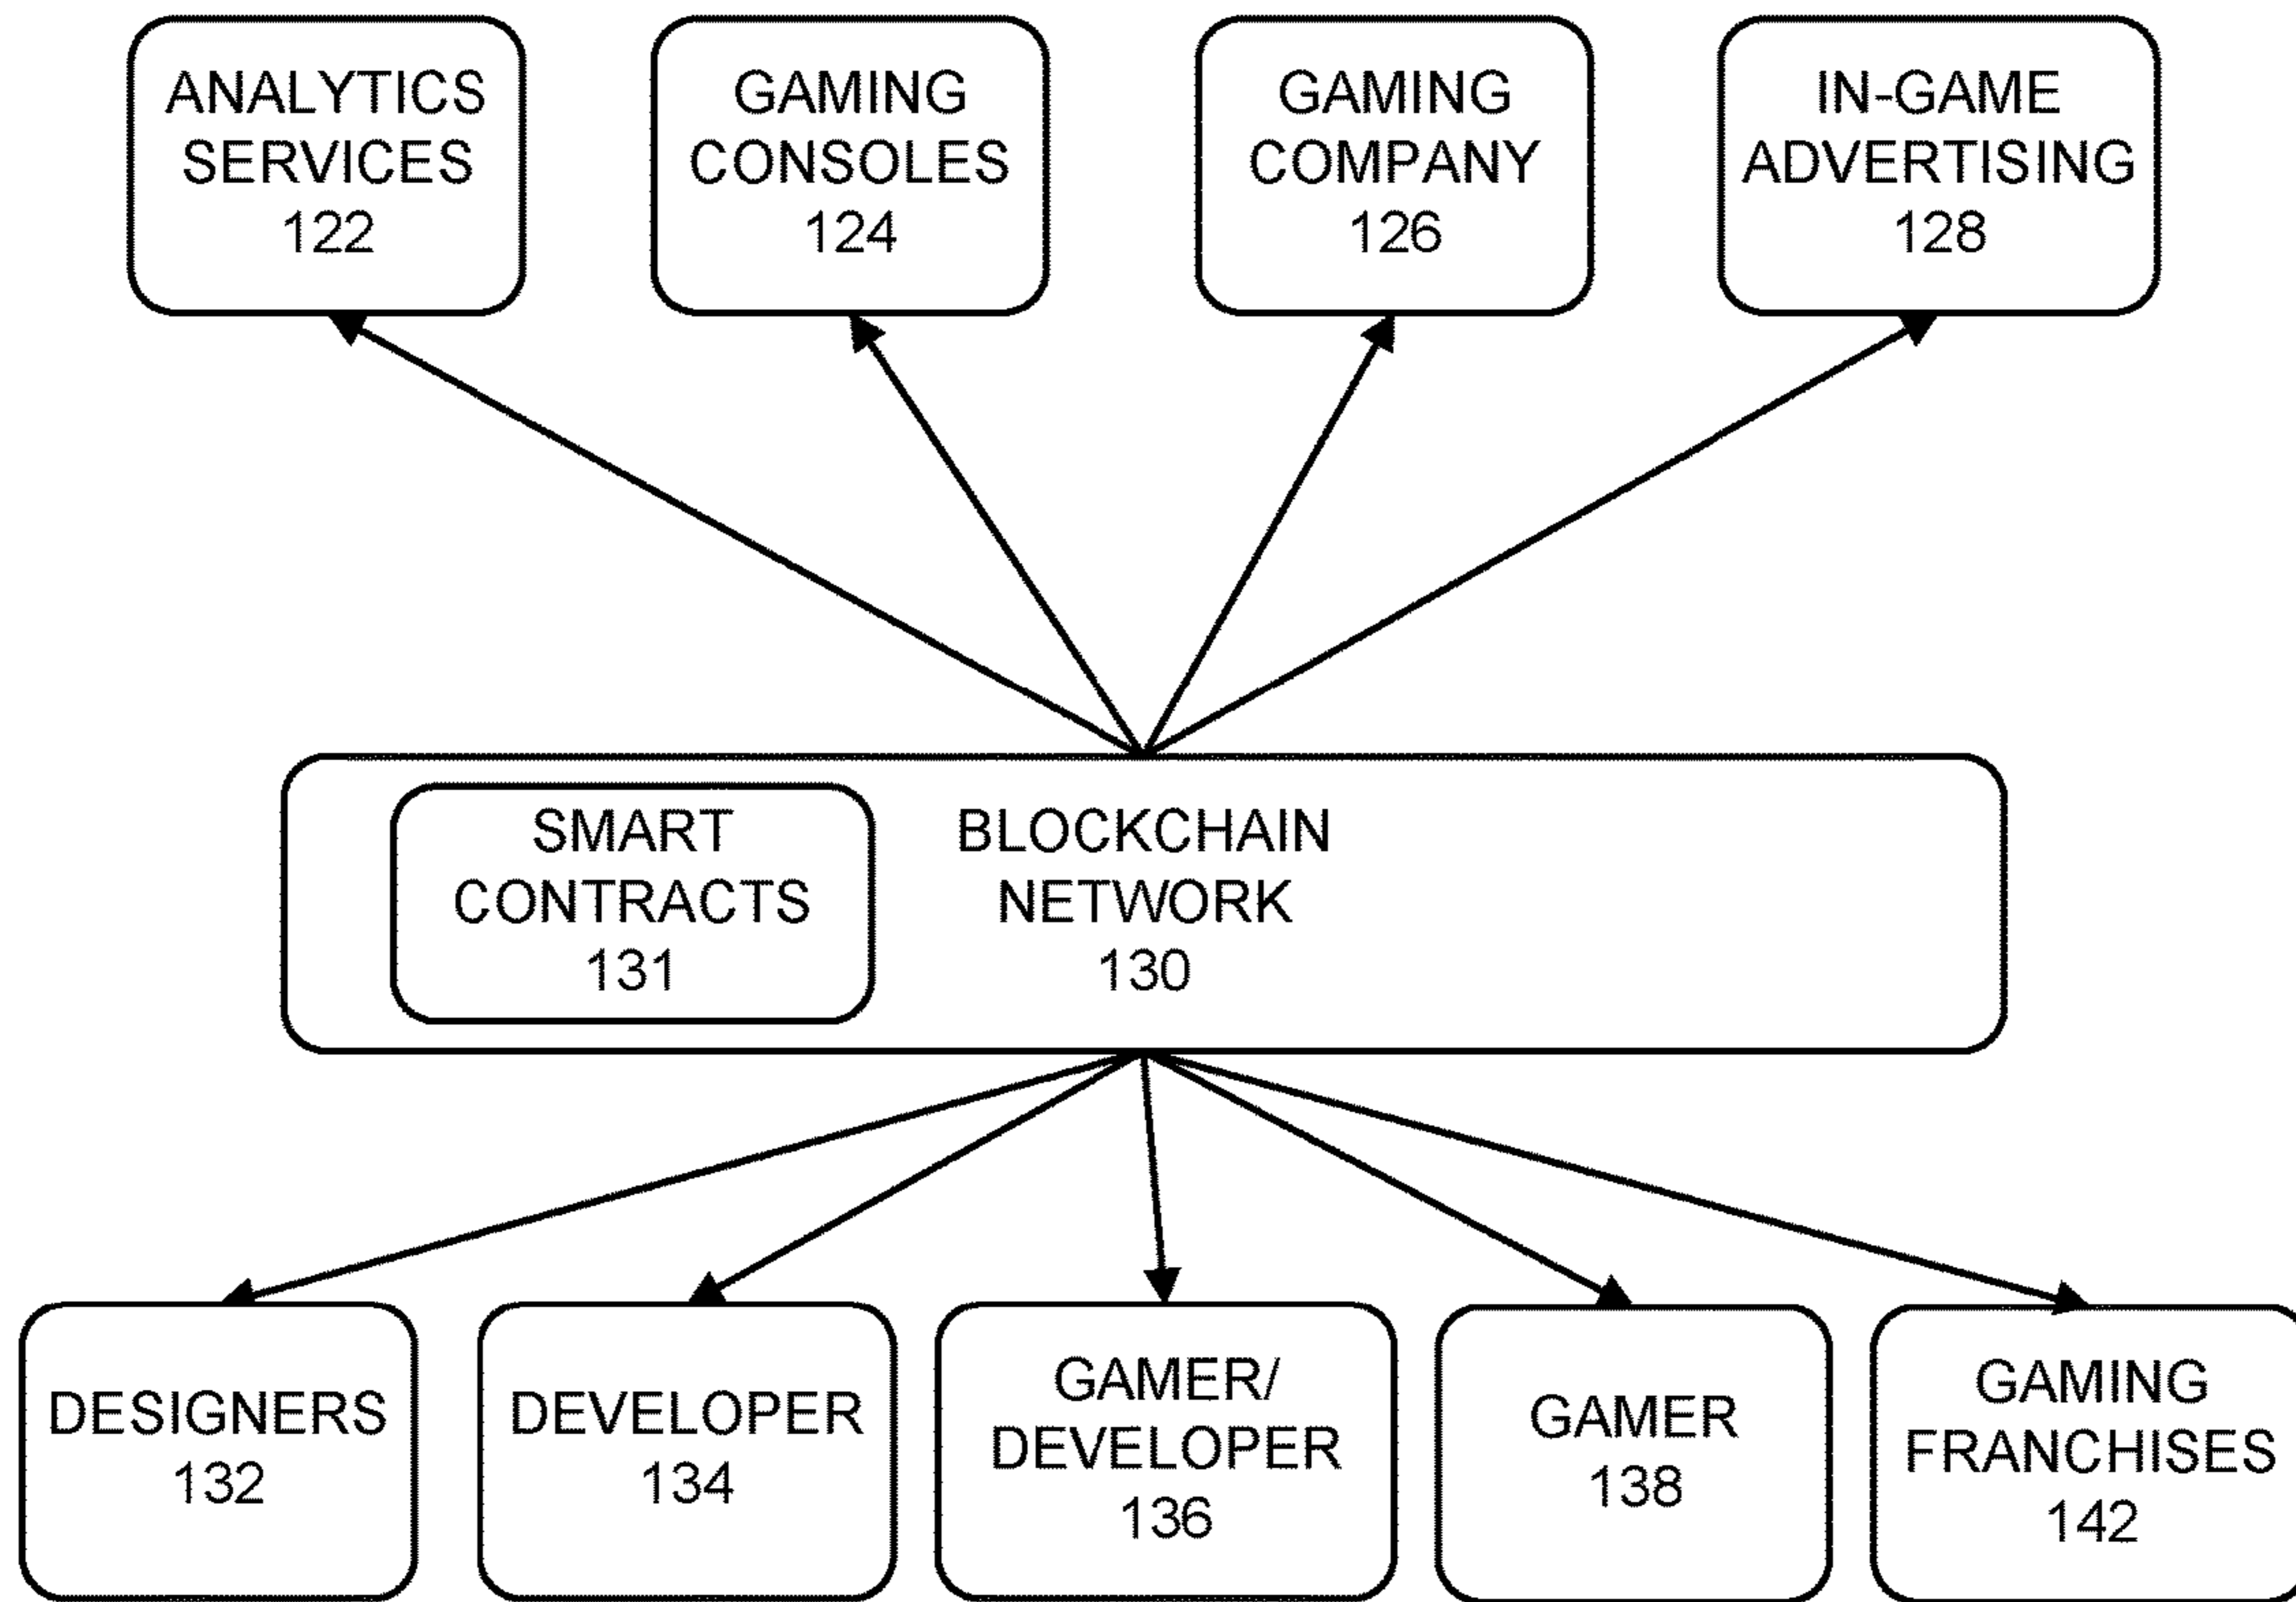 ANALYTICS
SERVICES
122
GAMING
CONSOLES
124
GAMING
COMPANY
126
IN-GAME
ADVERTISING
128
SMART
CONTRACTS
131
BLOCKCHAIN
NETWORK
130
DESIGNERS
132
DEVELOPER
134
GAMER/
DEVELOPER
136
GAMER
138
GAMING
FRANCHISES
142